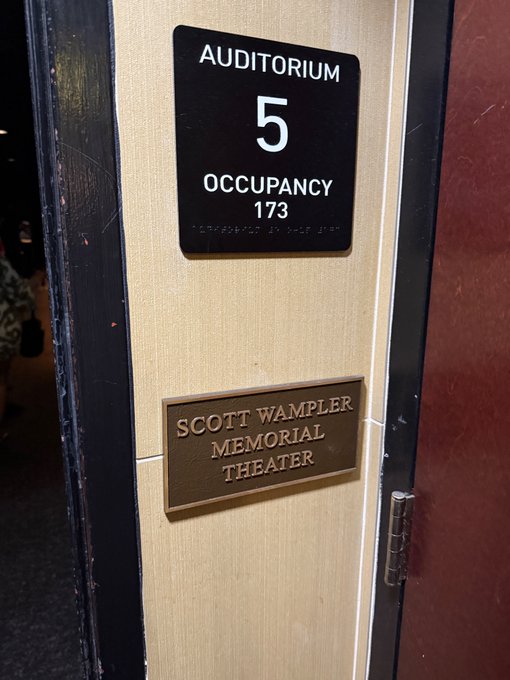 AUDITORIUM
5
OCCUPANCY
173
SCOTT WAMPLER
MEMORIAL
THEATER